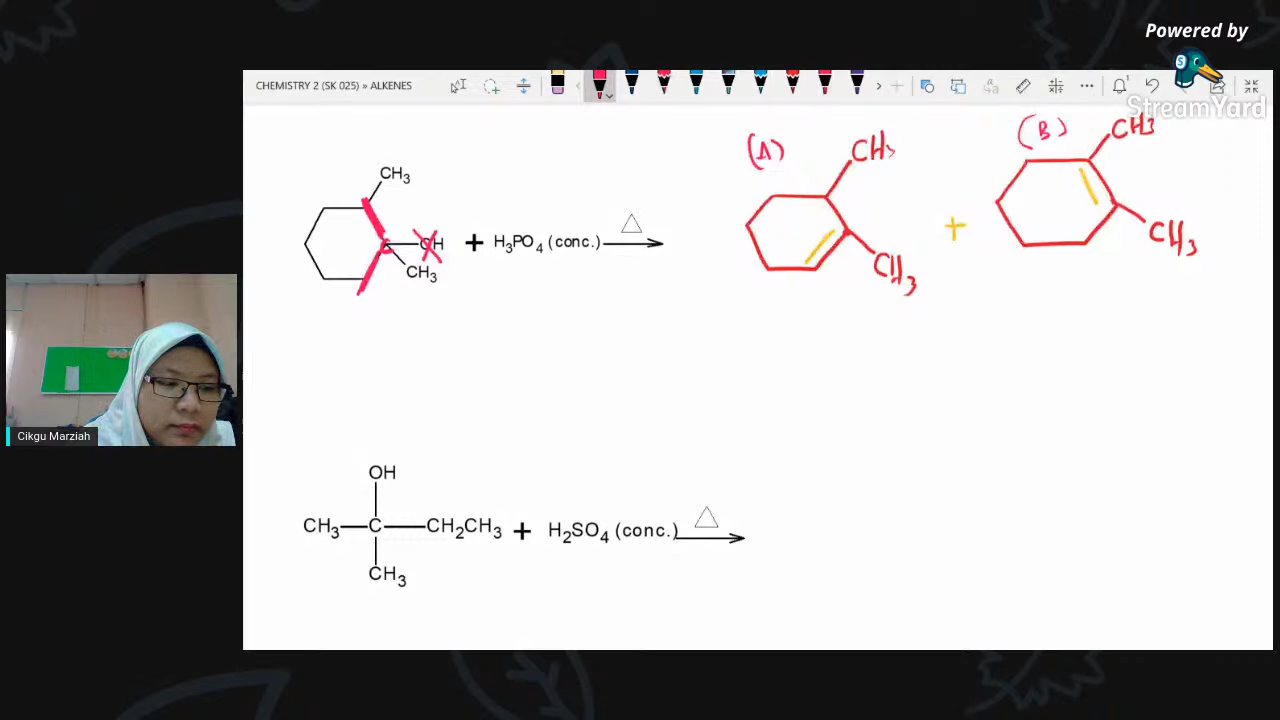 Powered by
StreamYard
CHEMISTRY 2 (SK 025) » ALKENES
(A)
CH3
CH3
+
(B)
CH3
CH3
CH₃
OH
CH₃
+ H₃PO₄ (conc.)
Cikgu Marziah
OH
CH₃—C—CH₂CH₃ + H₂SO₄ (conc.)
CH₃